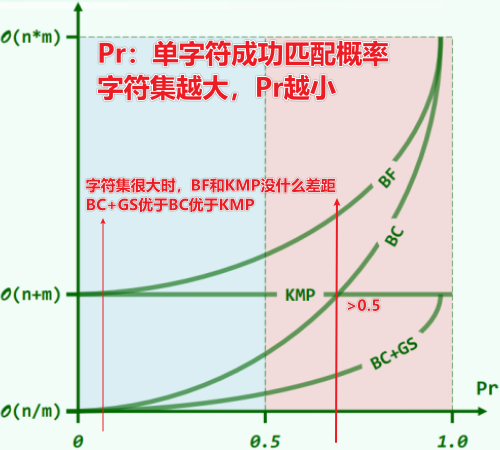 O(n*m)
Pr：单字符成功匹配概率
字符集越大，Pr越小
字符集很大时，BF和KMP没什么差距
BC+GS优于BC优于KMP
BF
BC
O(n+m)
KMP
>0.5
BC+GS
Pr
O(n/m)
0
0.5
1.0